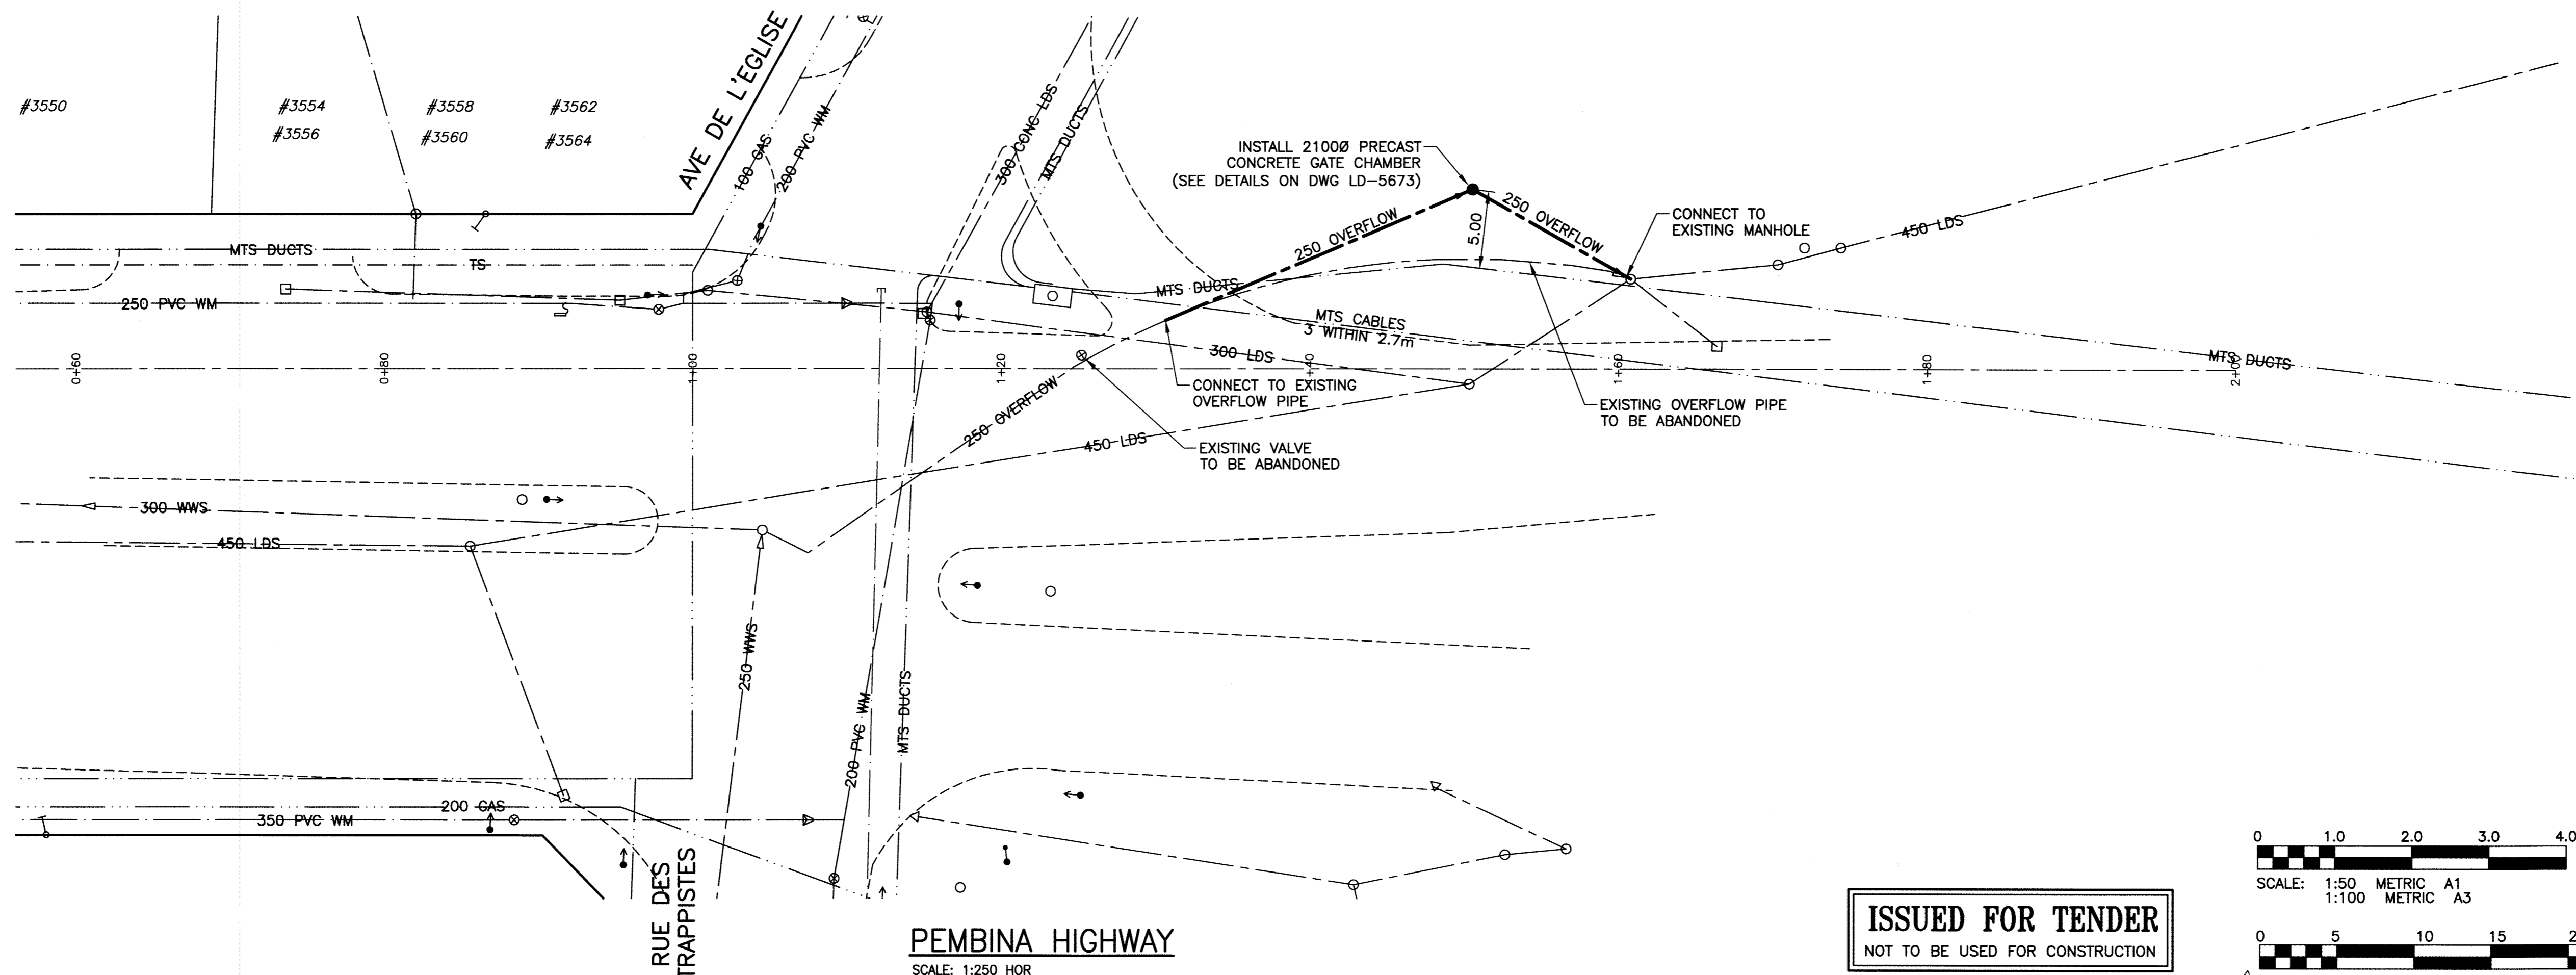 #3550
#3554
#3556
#3558
#3560
#3562
#3564
AVE DE L'EGLISE
100 GAS
200 PVC WM
300 CONC LDS
MTS DUCTS
INSTALL 2100Ø PRECAST
CONCRETE GATE CHAMBER
(SEE DETAILS ON DWG LD-5673)
250 OVERFLOW
250 OVERFLOW
5.00
CONNECT TO
EXISTING MANHOLE
450 LDS
MTS DUCTS
TS
250 PVC WM
MTS DUCTS
MTS CABLES
3 WITHIN 2.7m
300 LDS
MTS DUCTS
0+60
0+80
1+00
1+20
1+40
1+60
1+80
2+00
CONNECT TO EXISTING
OVERFLOW PIPE
EXISTING OVERFLOW PIPE
TO BE ABANDONED
250 OVERFLOW
450 LDS
EXISTING VALVE
TO BE ABANDONED
300 WWS
450 LDS
250 WWS
200 PVC WM
MTS DUCTS
200 GAS
350 PVC WM
RUE DES
TRAPPISTES
PEMBINA HIGHWAY
SCALE: 1:250 HOR
ISSUED FOR TENDER
NOT TO BE USED FOR CONSTRUCTION
0 1.0 2.0 3.0 4.0
SCALE: 1:50 METRIC A1
1:100 METRIC A3
0 5 10 15